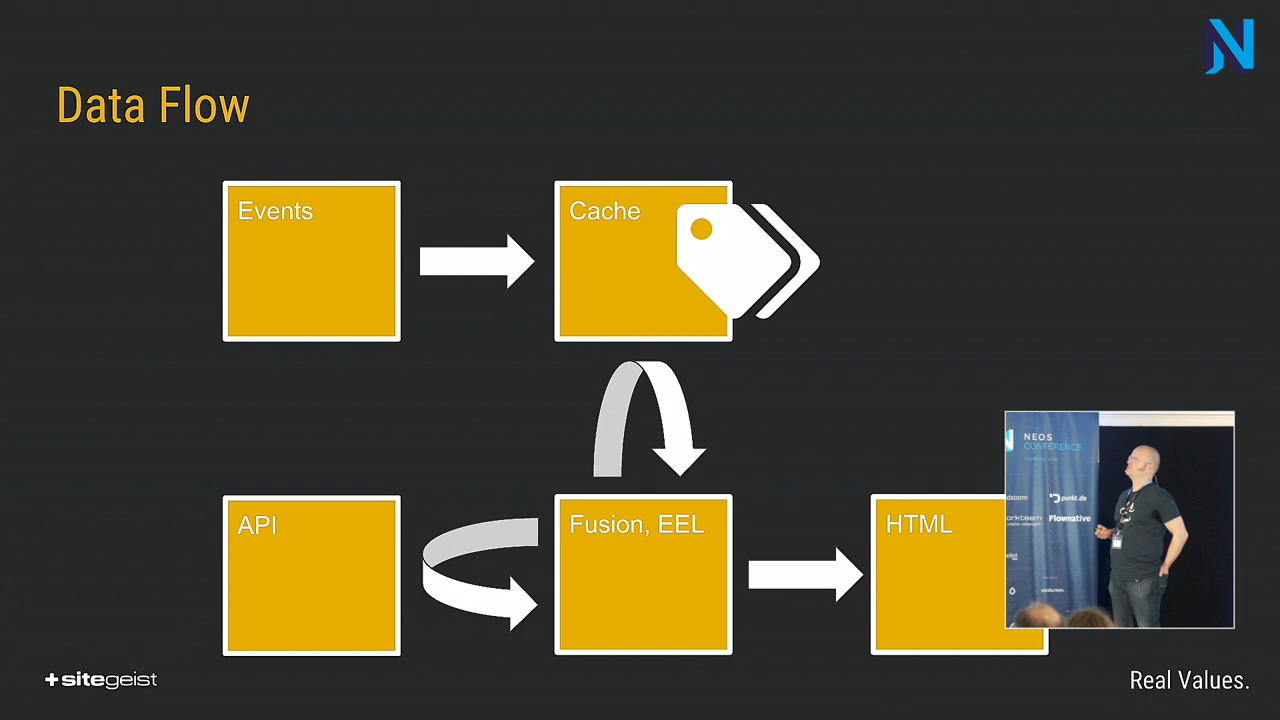 Data Flow
Events
Cache
API
Fusion, EEL
HTML
NEOS
CONFERENCE
punkt.de
Flownative
+sitegeist
Real Values.